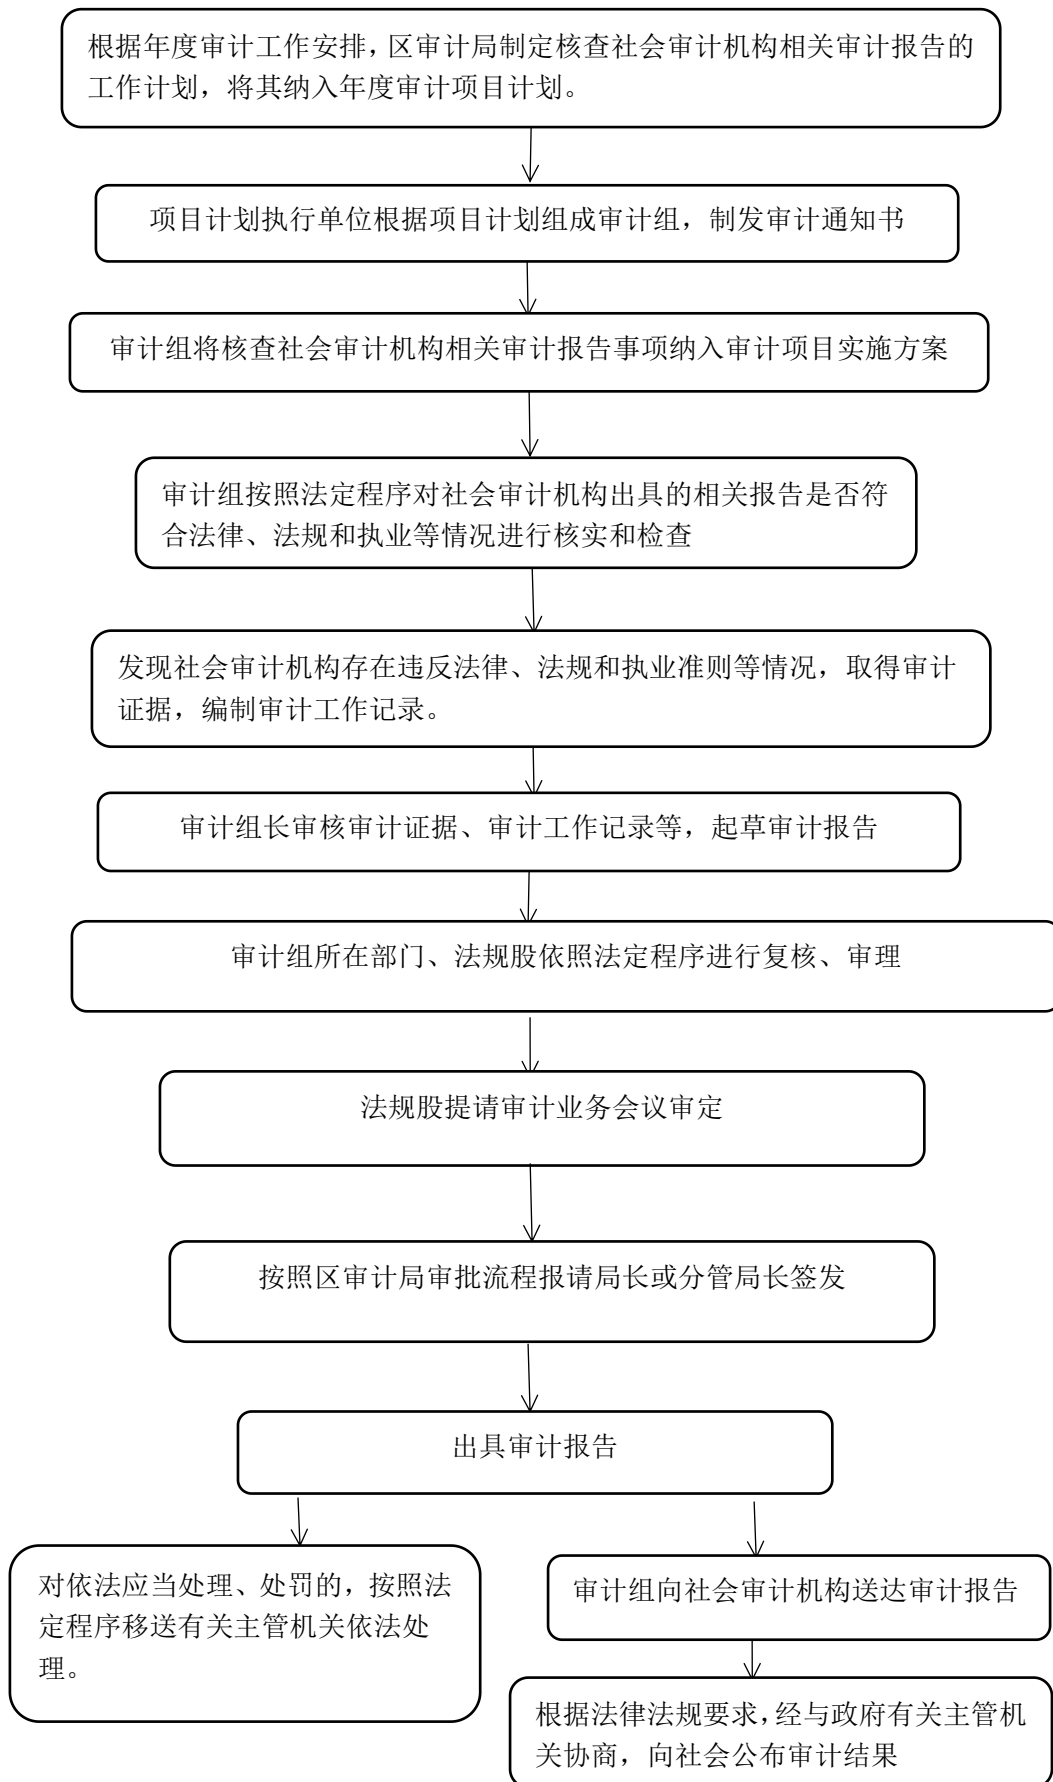 根据年度审计工作安排，区审计局制定核查社会审计机构相关审计报告的
工作计划，将其纳入年度审计项目计划。
项目计划执行单位根据项目计划组成审计组，制发审计通知书
审计组将核查社会审计机构相关审计报告事项纳入审计项目实施方案
审计组按照法定程序对社会审计机构出具的相关报告是否符
合法律、法规和执业等情况进行核实和检查
发现社会审计机构存在违反法律、法规和执业准则等情况，取得审计
证据，编制审计工作记录。
审计组长审核审计证据、审计工作记录等，起草审计报告
审计组所在部门、法规股依照法定程序进行复核、审理
法规股提请审计业务会议审定
按照区审计局审批流程报请局长或分管局长签发
出具审计报告
对依法应当处理、处罚的，按照法
定程序移送有关主管机关依法处
理。
审计组向社会审计机构送达审计报告
根据法律法规要求，经与政府有关主管机
关协商，向社会公布审计结果